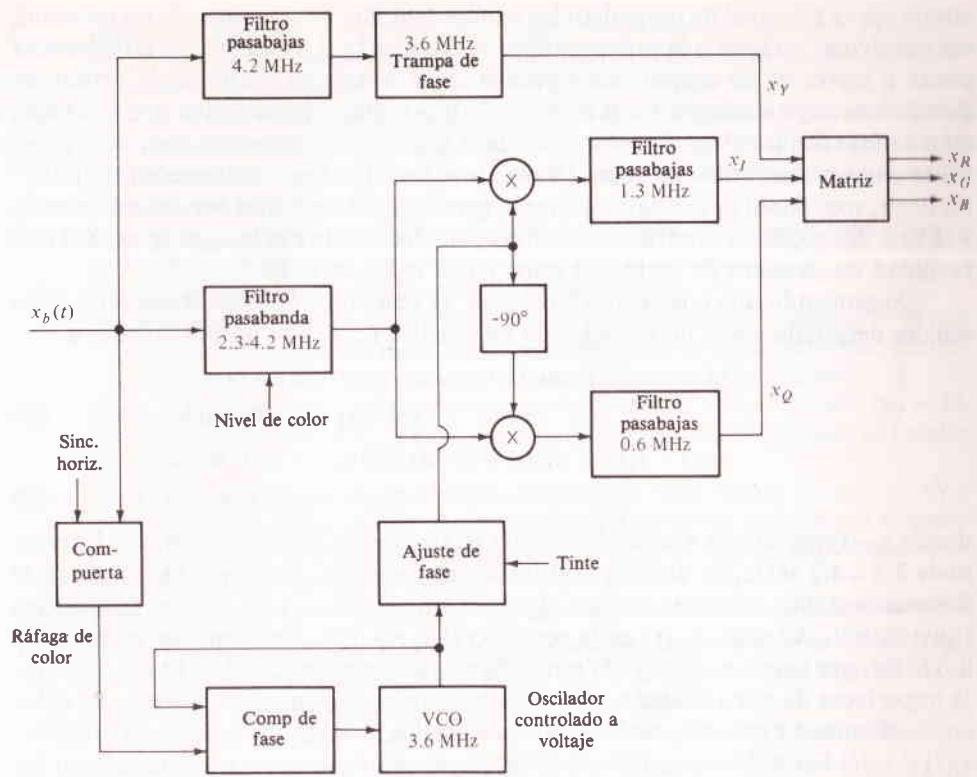 Filtro
pasabajas
4.2 MHz
3.6 MHz
Trampa de
fase
x_Y
Filtro
pasabajas
1.3 MHz
x_I
Matriz
x_R
x_G
x_B
X
x_b(t)
Filtro
pasabanda
2.3-4.2 MHz
-90°
Nivel de color
X
Filtro
pasabajas
0.6 MHz
x_Q
Sinc.
horiz.
Com-
puerta
Ajuste de
fase
Tinte
Ráfaga de
color
Comp de
fase
VCO
3.6 MHz
Oscilador
controlado a
voltaje